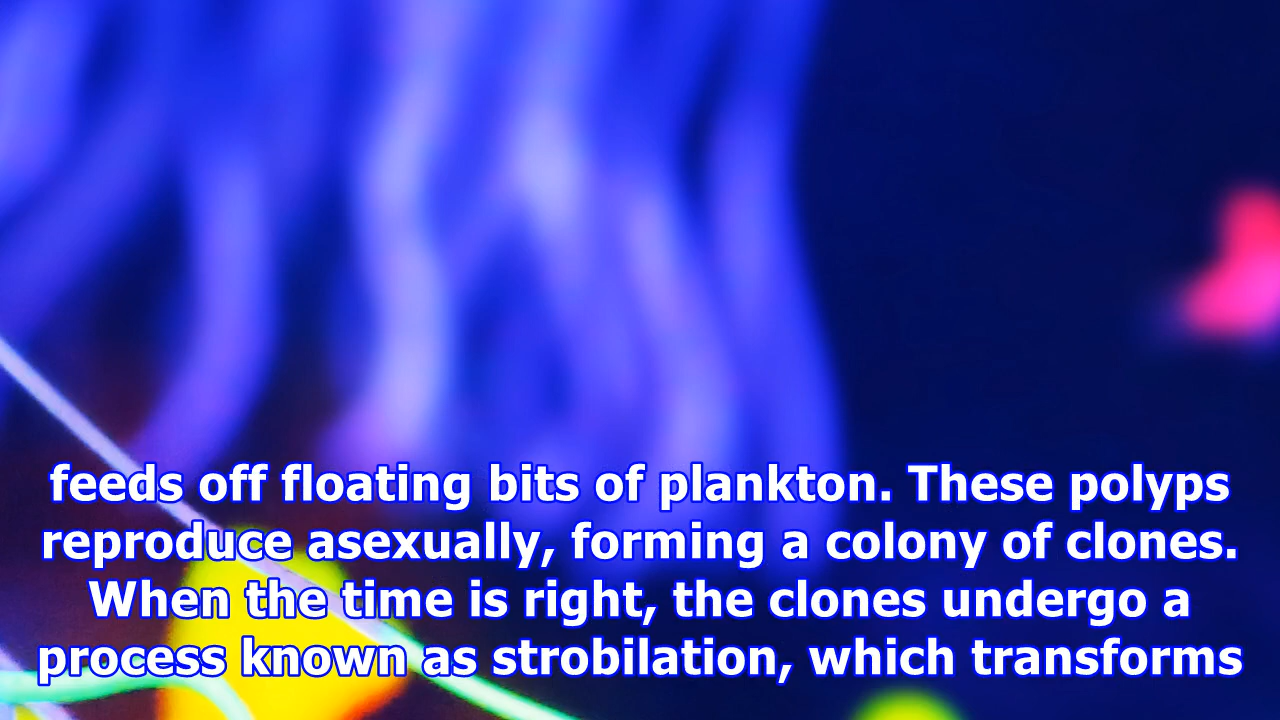 feeds off floating bits of plankton. These polyps
reproduce asexually, forming a colony of clones.
When the time is right, the clones undergo a
process known as strobilation, which transforms